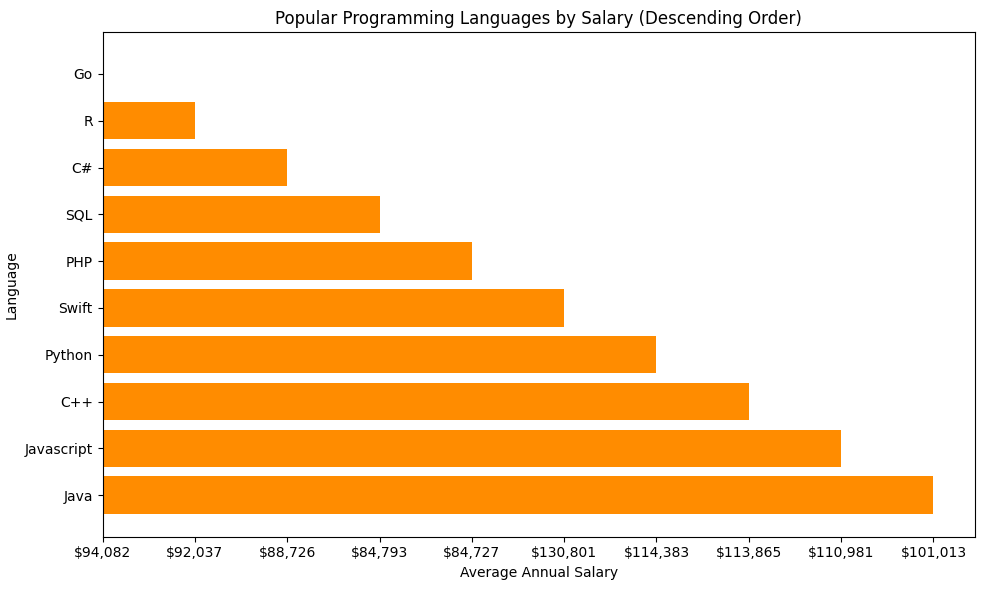 Popular Programming Languages by Salary (Descending Order)
Language
Go
R
C#
SQL
PHP
Swift
Python
C++
Javascript
Java
$94,082 $92,037 $88,726 $84,793 $84,727 $130,801 $114,383 $113,865 $110,981 $101,013
Average Annual Salary